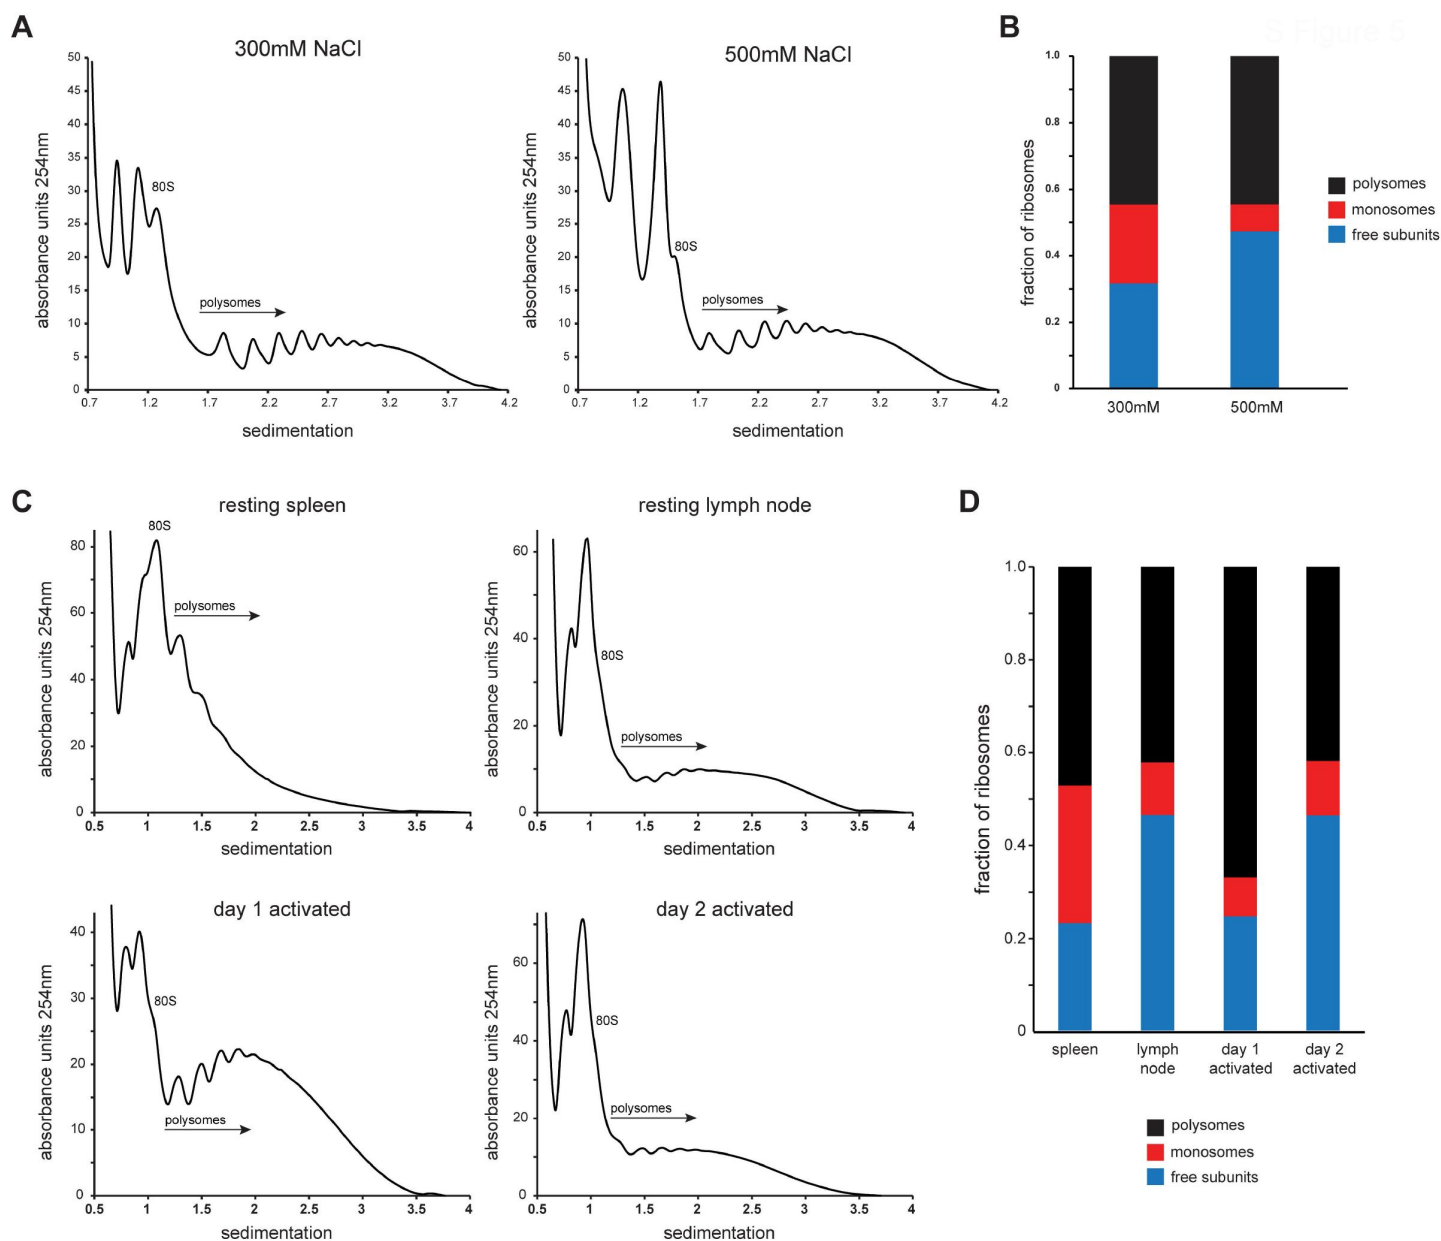 A
300mM NaCl
50
45
40
35
30
25
20
15
10
5
0
absorbance units 254nm
80S
polysomes
0.7 1.2 1.7 2.2 2.7 3.2 3.7 4.2
sedimentation
500mM NaCl
50
45
40
35
30
25
20
15
10
5
0
absorbance units 254nm
80S
polysomes
0.7 1.2 1.7 2.2 2.7 3.2 3.7 4.2
sedimentation
B
S Figure 5
1.0
0.8
0.6
0.4
0.2
0
fraction of ribosomes
300mM 500mM
polysomes
monosomes
free subunits
C
resting spleen
80
60
40
20
0
absorbance units 254nm
80S
polysomes
0.5 1 1.5 2 2.5 3 3.5 4
sedimentation
resting lymph node
60
40
20
0
absorbance units 254nm
80S
polysomes
0.5 1 1.5 2 2.5 3 3.5 4
sedimentation
day 1 activated
40
30
20
10
0
absorbance units 254nm
80S
polysomes
0.5 1 1.5 2 2.5 3 3.5 4
sedimentation
day 2 activated
60
40
20
0
absorbance units 254nm
80S
polysomes
0.5 1 1.5 2 2.5 3 3.5 4
sedimentation
D
1.0
0.8
0.6
0.4
0.2
0
fraction of ribosomes
spleen lymph day 1 day 2
node activated activated
polysomes
monosomes
free subunits